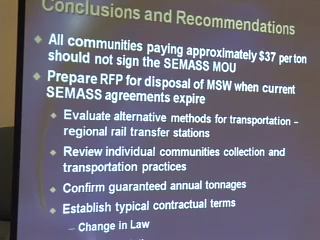 Conclusions and Recommendations
All communities paying approximately $37 per ton
should not sign the SEMASS MOU
Prepare RFP for disposal of MSW when current
SEMASS agreements expire
Evaluate alternative methods for transportation –
regional rail transfer stations
Review individual communities collection and
transportation practices
Confirm guaranteed annual tonnages
Establish typical contractual terms
– Change in Law